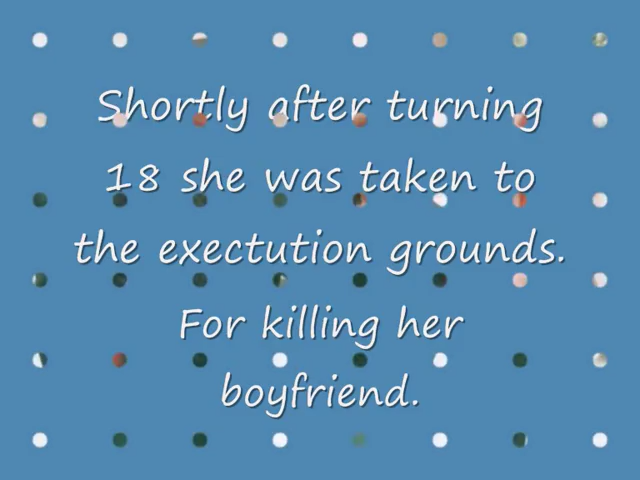 Shortly after turning
18 she was taken to
the exectution grounds.
For killing her
boyfriend.